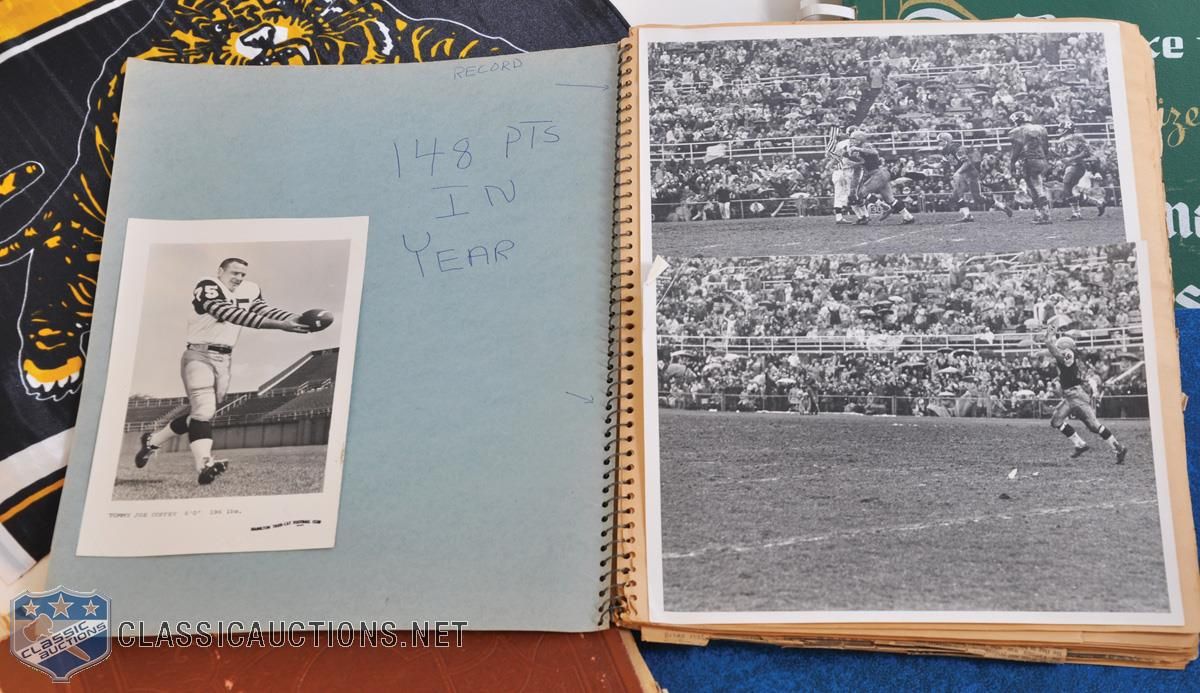 RECORD
148 PTS
IN
YEAR
TOMMY JOE COFFEY 6'0" 196 lbs.
HAMILTON TIGER-CAT FOOTBALL CLUB
CLASSIC
AUCTIONS
CLASSICAUCTIONS.NET